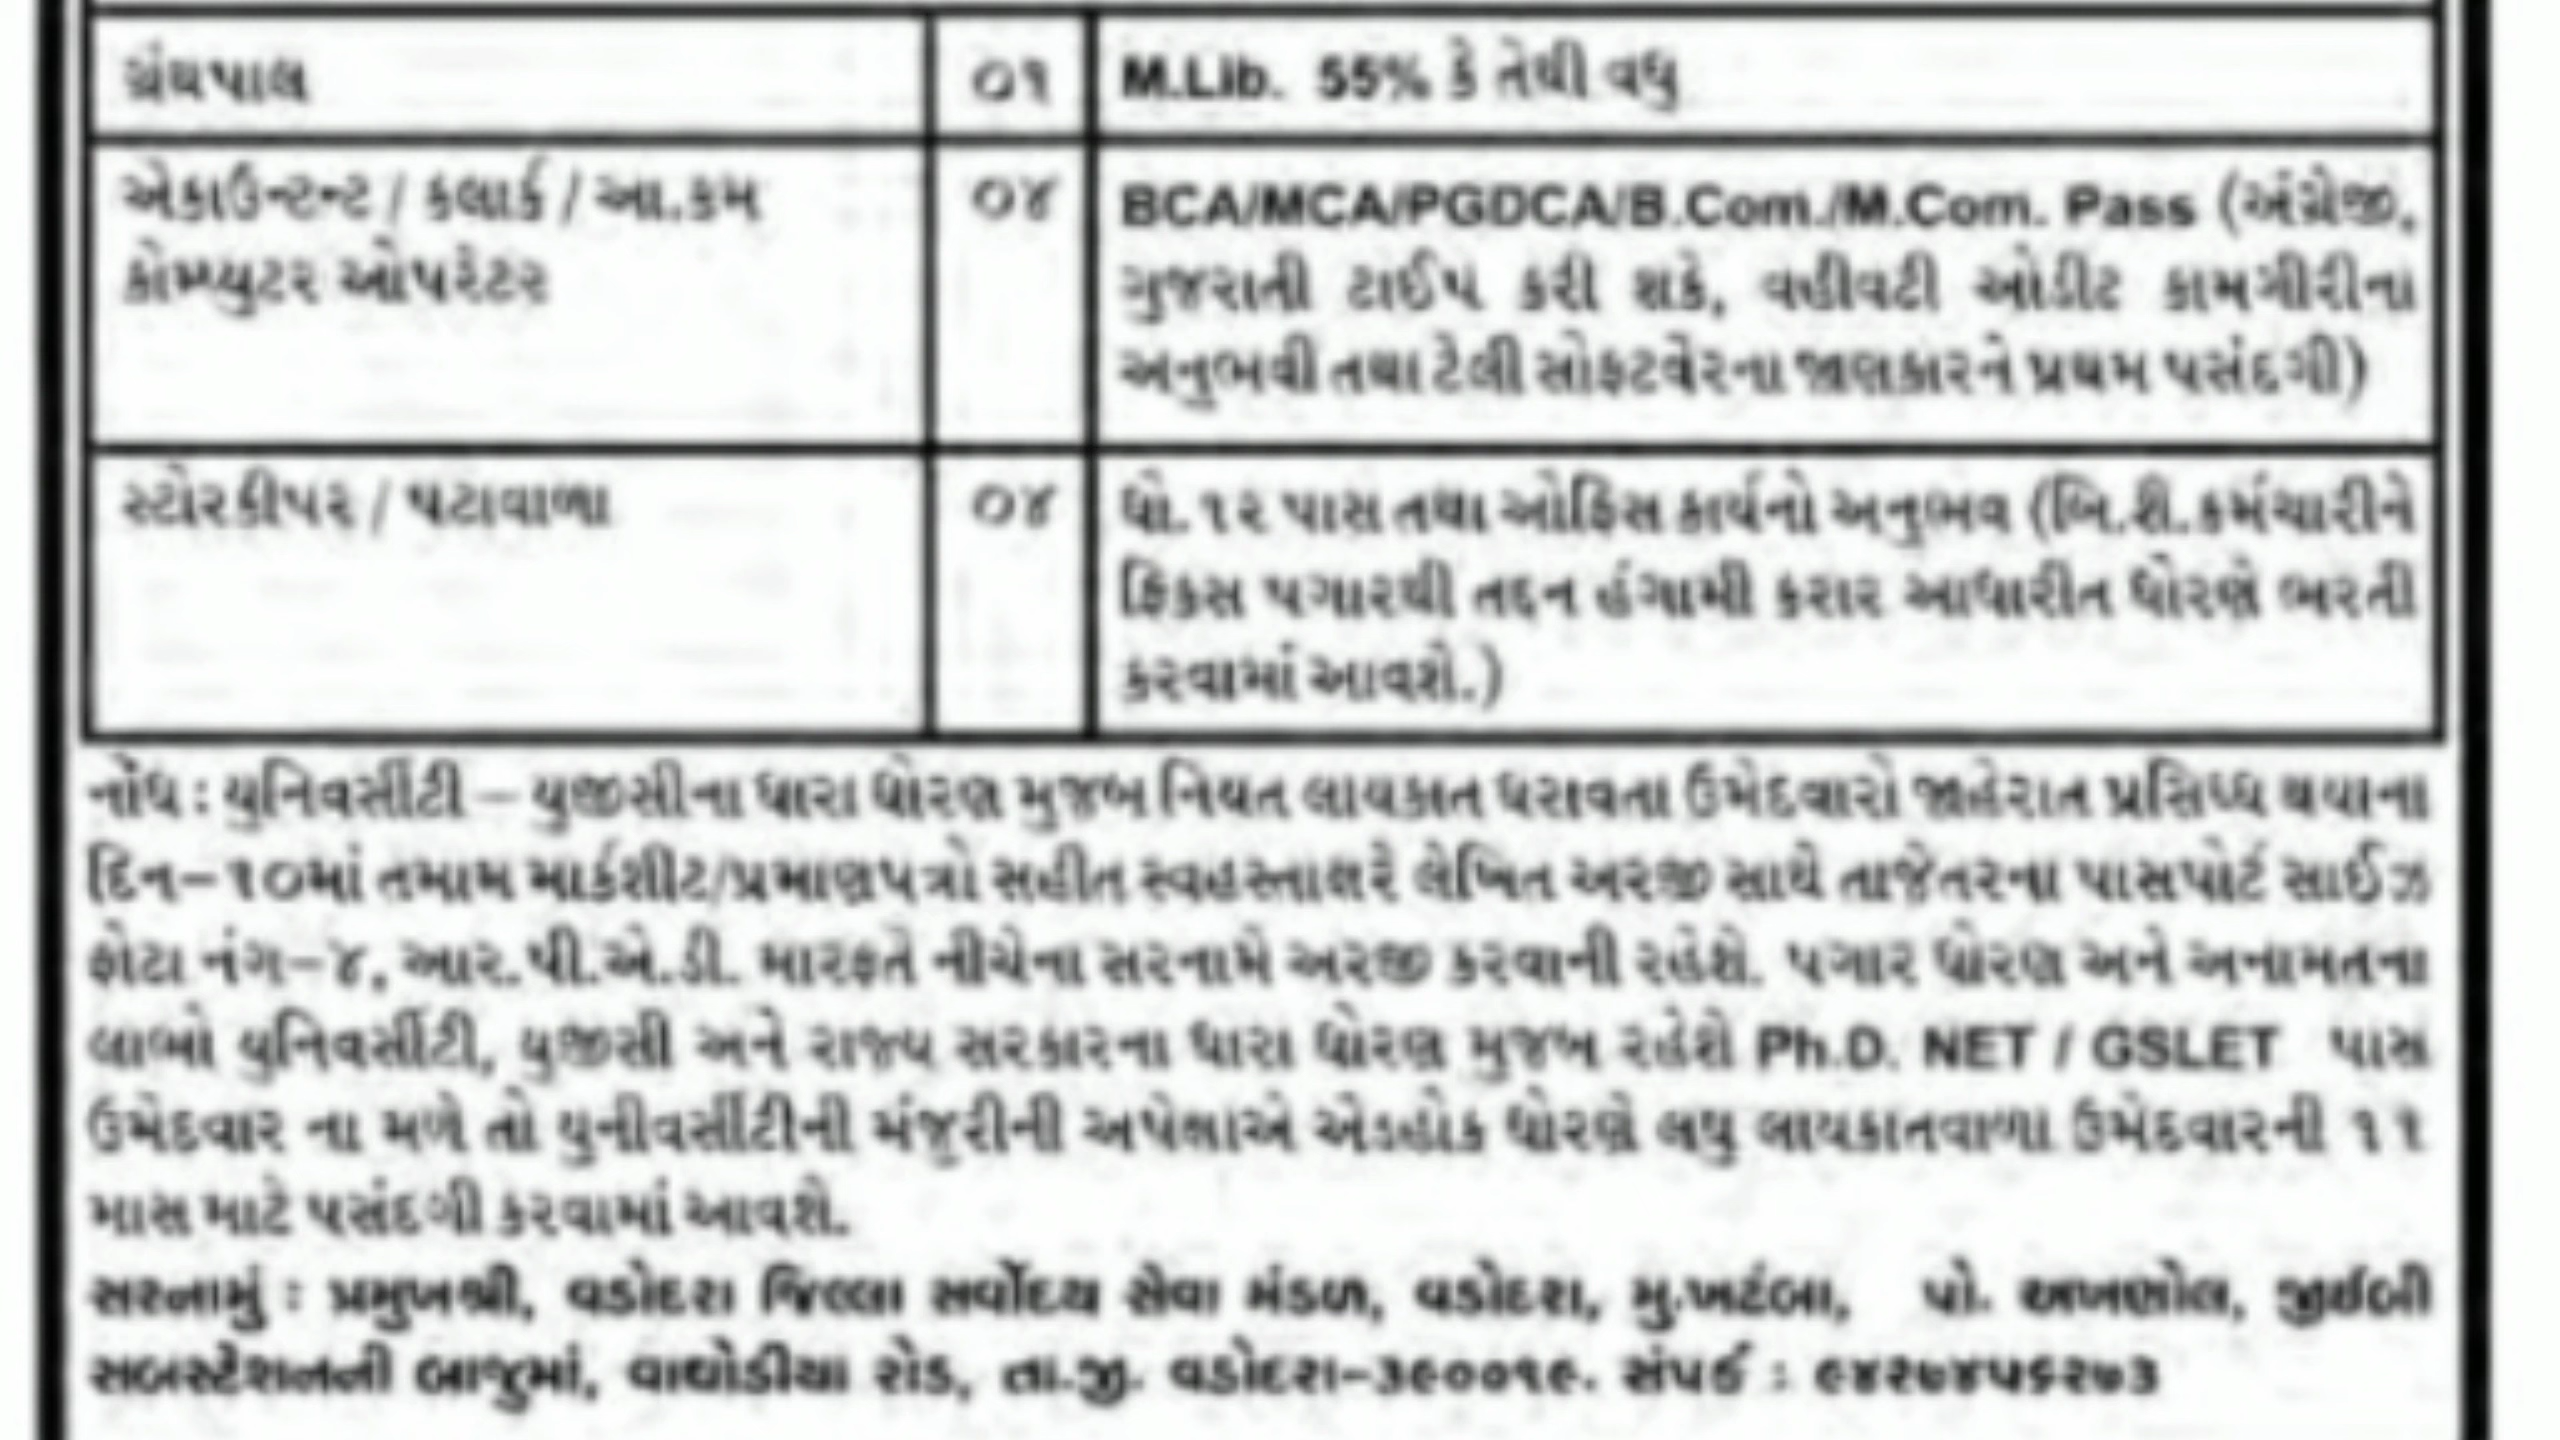 ગ્રંથપાલ ૦૧ M.Lib. 55% કે તેથી વધુ
એકાઉન્ટન્ટ / કલાર્ક / આ.કમ ૦૪ BCA/MCA/PGDCA/B.Com./M.Com. Pass (અંગ્રેજી,
કોમ્પ્યુટર ઓપરેટર ગુજરાતી ટાઈપ કરી શકે, વહીવટી ઓડીટ કામગીરીના
અનુભવી તથા ટેલી સોફટવેરના જાણકારને પ્રથમ પસંદગી)
સ્ટોરકીપર / પટાવાળા ૦૪ ધો. ૧૨ પાસ તથા ઓફિસ કાર્યનો અનુભવ (બિ.શૈ. કર્મચારીને
ફિકસ પગારથી તદ્દન હંગામી કરાર આધારીત ધોરણે ભરતી
કરવામાં આવશે.)
નોંધ : યુનિવર્સીટી – યુજીસીના ધારા ધોરણ મુજબ નિયત લાયકાત ધરાવતા ઉમેદવારો જાહેરાત પ્રસિધ્ધ થયાના
દિન–૧૦માં તમામ માર્કશીટ/પ્રમાણપત્રો સહીત સ્વહસ્તાક્ષરે લેખિત અરજી સાથે તાજેતરના પાસપોર્ટ સાઈઝ
ફોટા નંગ–૪, આર.પી.એ.ડી. મારફતે નીચેના સરનામે અરજી કરવાની રહેશે. પગાર ધોરણ અને અનામતના
લાભો યુનિવર્સીટી, યુજીસી અને રાજ્ય સરકારના ધારા ધોરણ મુજબ રહેશે Ph.D. NET / GSLET પાસ
ઉમેદવાર ના મળે તો યુનીવર્સીટીની મંજુરીની અપેક્ષાએ એડહોક ધોરણે લઘુ લાયકાતવાળા ઉમેદવારની ૧૧
માસ માટે પસંદગી કરવામાં આવશે.
સરનામું : પ્રમુખશ્રી, વડોદરા જિલ્લા સર્વોદય સેવા મંડળ, વડોદરા, મુ.ખટંબા, પો. અખણોલ, જીઈબી
સબસ્ટેશનની બાજુમાં, વાઘોડીયા રોડ, તા.જી. વડોદરા–૩૯૦૦૧૯. સંપર્ક : ૯૪૨૭૪૫૬૨૭૩